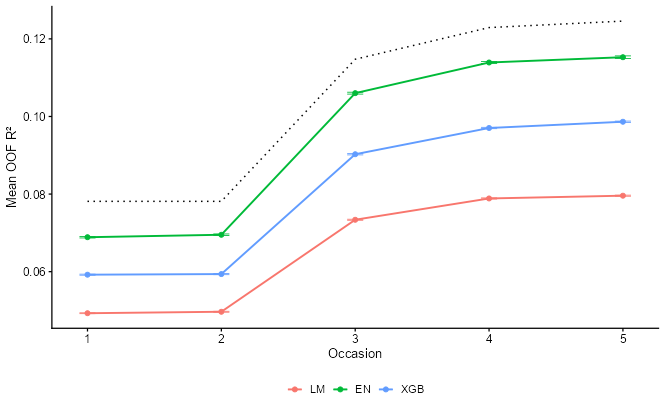 Mean OOF R²
0.12
0.10
0.08
0.06
1 2 3 4 5
Occasion
LM EN XGB